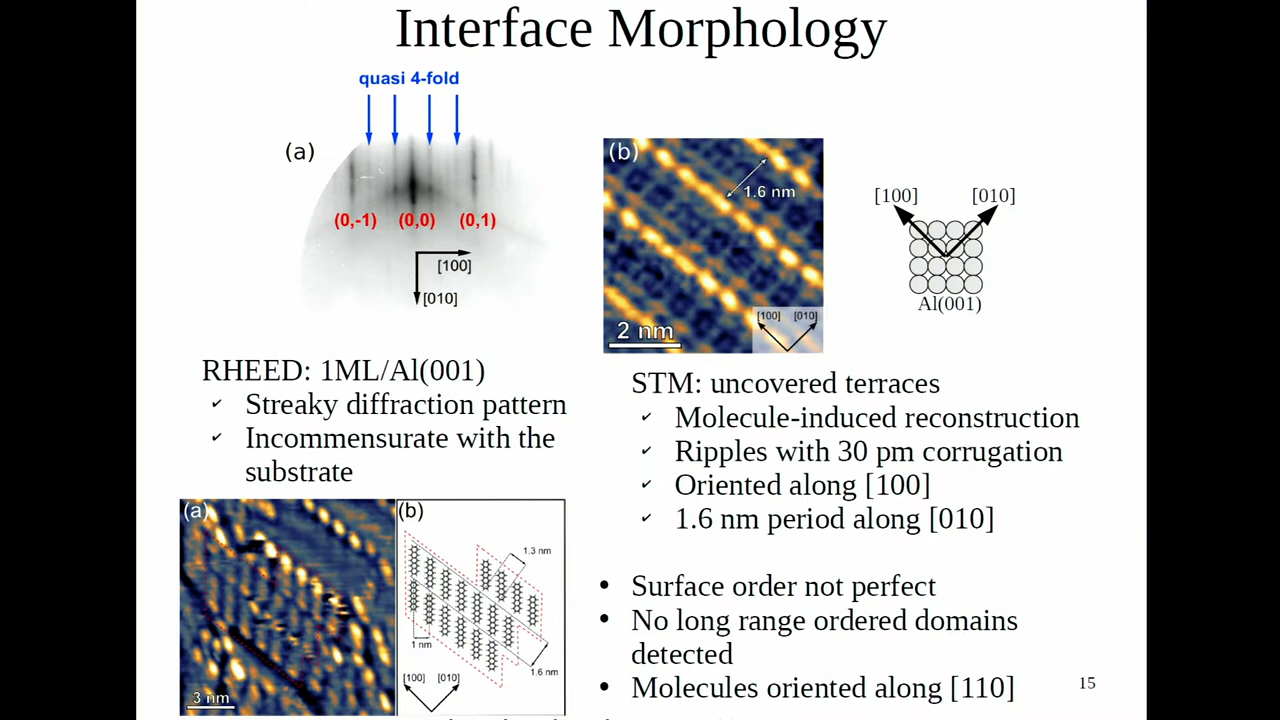 Interface Morphology
quasi 4-fold
(a)
(0,-1) (0,0) (0,1)
[100]
[010]
(b)
1.6 nm
2 nm
[100] [010]
[100] [010]
Al(001)
RHEED: 1ML/Al(001)
✓ Streaky diffraction pattern
✓ Incommensurate with the
substrate
STM: uncovered terraces
✓ Molecule-induced reconstruction
✓ Ripples with 30 pm corrugation
✓ Oriented along [100]
✓ 1.6 nm period along [010]
(a)
3 nm
(b)
1.3 nm
1 nm
1.6 nm
[100] [010]
• Surface order not perfect
• No long range ordered domains
detected
• Molecules oriented along [110]
15